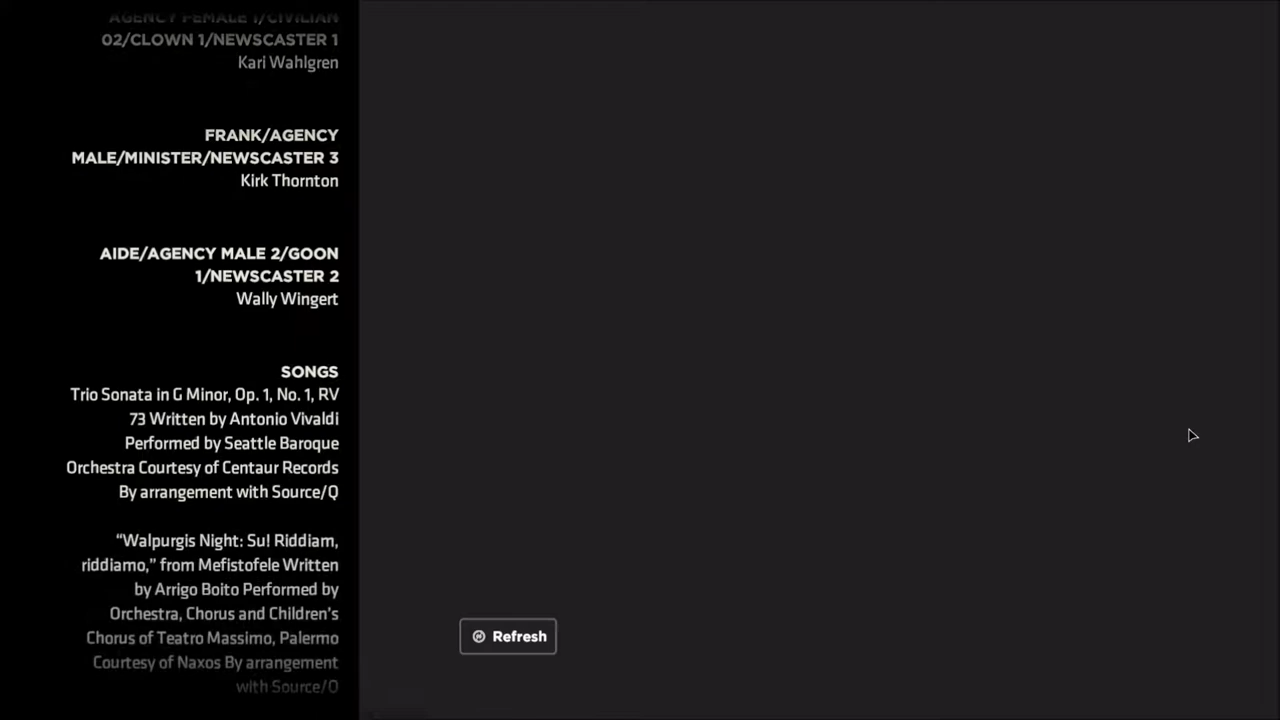 AGENCY FEMALE 1/CIVILIAN
02/CLOWN 1/NEWSCASTER 1
Kari Wahlgren
FRANK/AGENCY
MALE/MINISTER/NEWSCASTER 3
Kirk Thornton
AIDE/AGENCY MALE 2/GOON
1/NEWSCASTER 2
Wally Wingert
SONGS
Trio Sonata in G Minor, Op. 1, No. 1, RV
73 Written by Antonio Vivaldi
Performed by Seattle Baroque
Orchestra Courtesy of Centaur Records
By arrangement with Source/Q
“Walpurgis Night: Su! Riddiam,
riddiamo,” from Mefistofele Written
by Arrigo Boito Performed by
Orchestra, Chorus and Children’s
Chorus of Teatro Massimo, Palermo
Courtesy of Naxos By arrangement
with Source/Q
Refresh